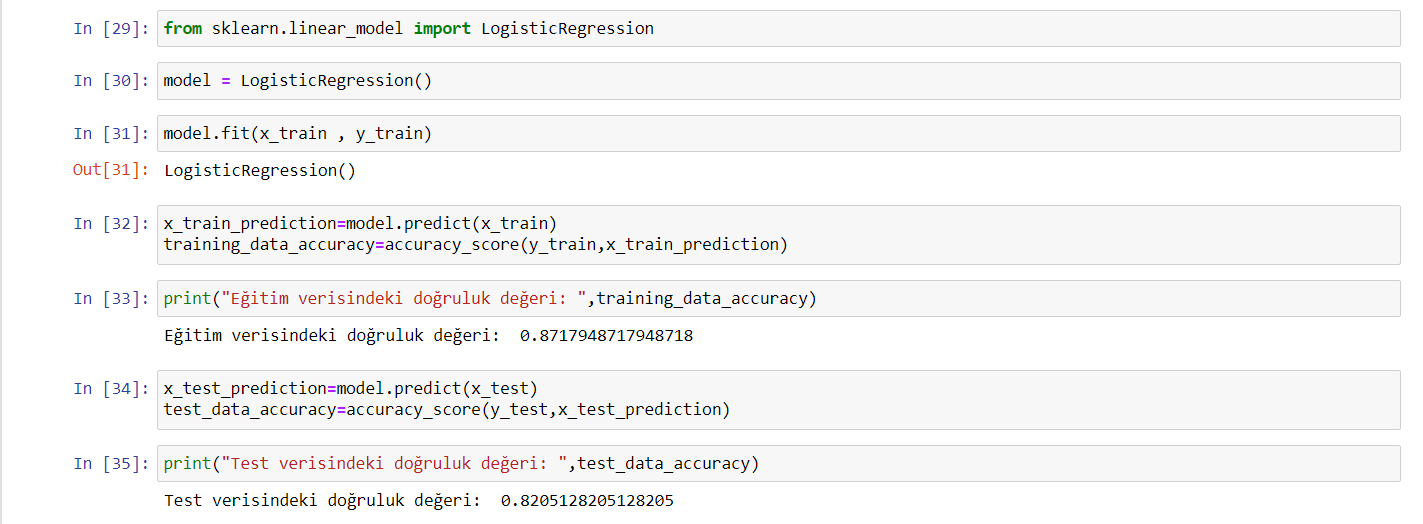 In [29]: from sklearn.linear_model import LogisticRegression
In [30]: model = LogisticRegression()
In [31]: model.fit(x_train , y_train)
Out[31]: LogisticRegression()
In [32]: x_train_prediction=model.predict(x_train)
training_data_accuracy=accuracy_score(y_train,x_train_prediction)
In [33]: print("Eğitim verisindeki doğruluk değeri: ",training_data_accuracy)
Eğitim verisindeki doğruluk değeri:  0.8717948717948718
In [34]: x_test_prediction=model.predict(x_test)
test_data_accuracy=accuracy_score(y_test,x_test_prediction)
In [35]: print("Test verisindeki doğruluk değeri: ",test_data_accuracy)
Test verisindeki doğruluk değeri:  0.8205128205128205